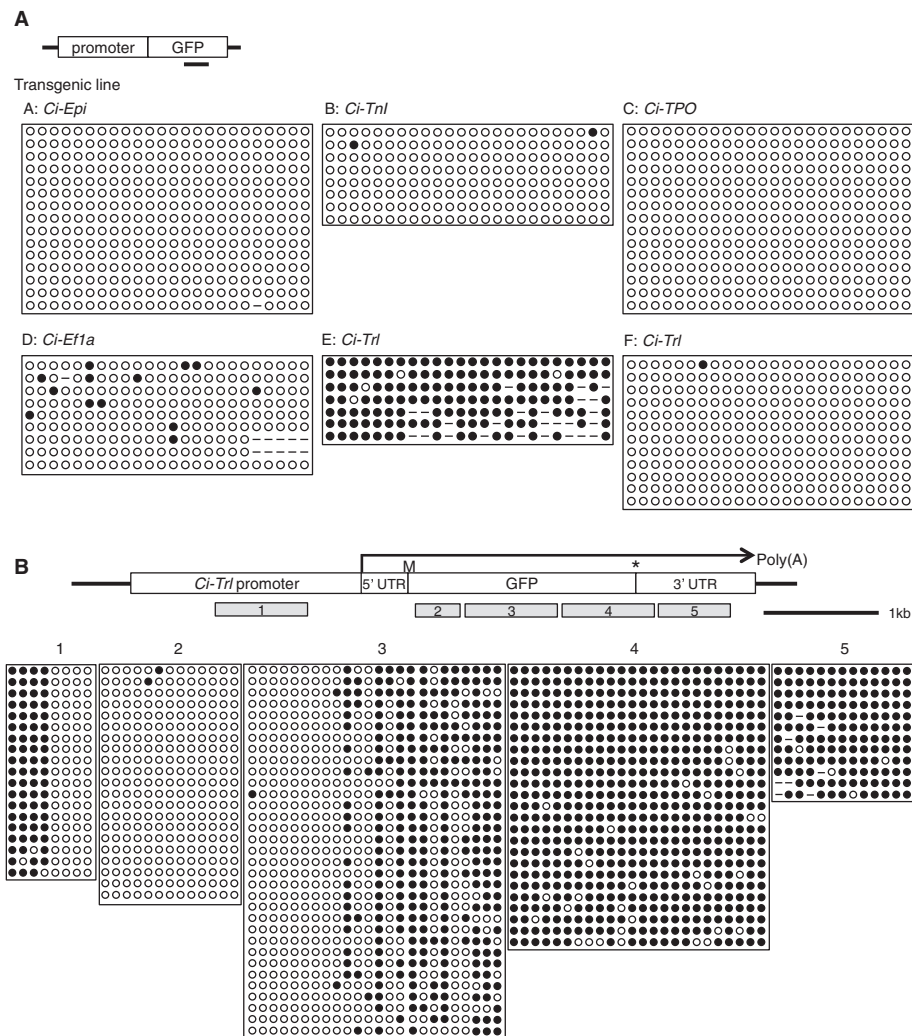 A
promoter GFP
Transgenic line
A: Ci-Epi B: Ci-TnI C: Ci-TPO
D: Ci-Ef1a E: Ci-TrI F: Ci-TrI
B
M * Poly(A)
Ci-TrI promoter 5' UTR GFP 3' UTR
1 2 3 4 5 1kb
1 2 3 4 5